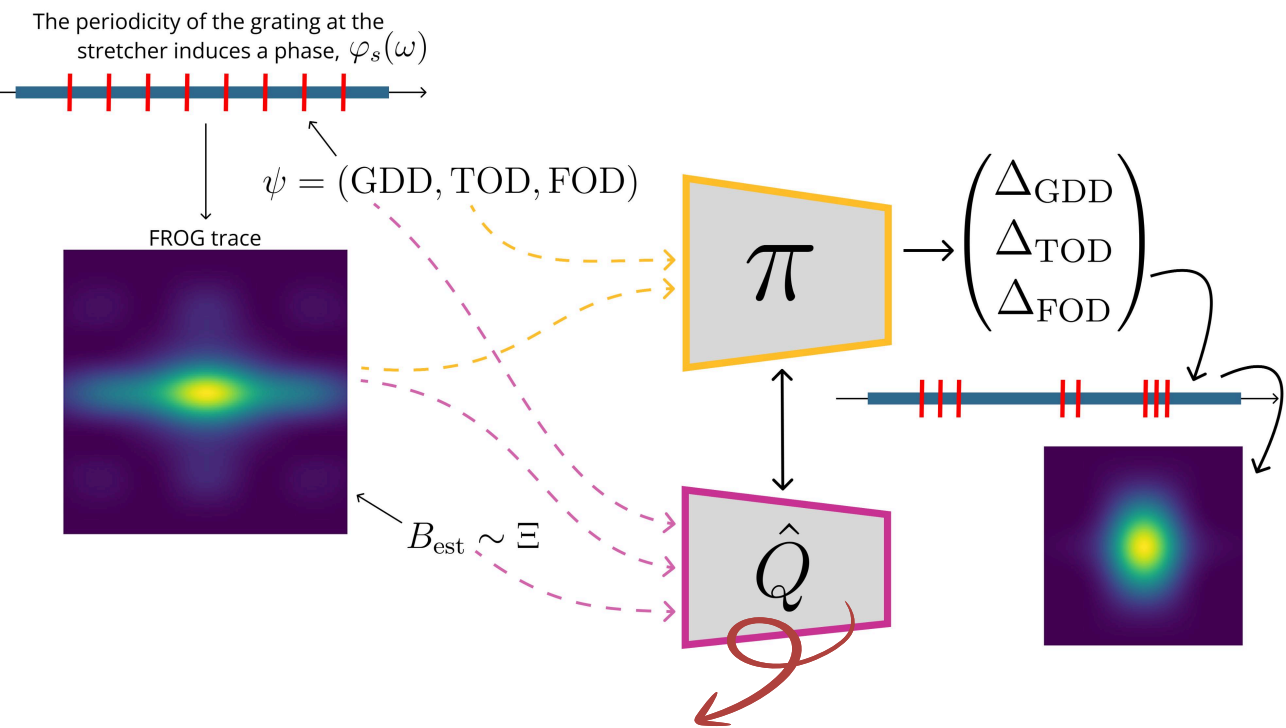 The periodicity of the grating at the
stretcher induces a phase, φₛ(ω)
ψ = (GDD, TOD, FOD)
FROG trace
π
Δ_GDD
Δ_TOD
Δ_FOD
B_est ∼ Ξ
Q̂